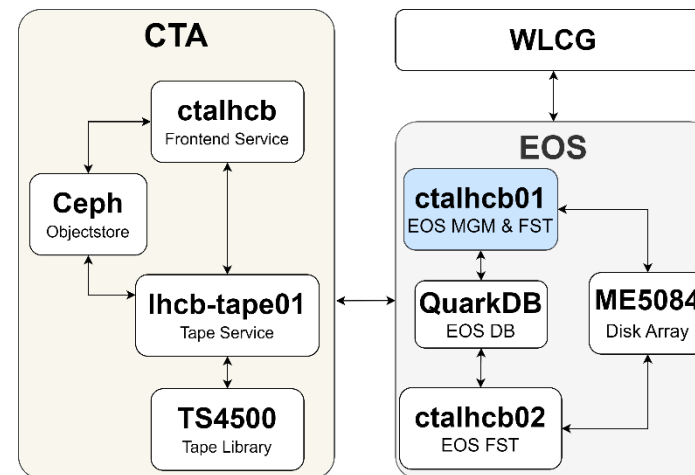 CTA
ctalhcb
Frontend Service
Ceph
Objectstore
lhcb-tape01
Tape Service
TS4500
Tape Library
WLCG
EOS
ctalhcb01
EOS MGM & FST
QuarkDB
EOS DB
ME5084
Disk Array
ctalhcb02
EOS FST